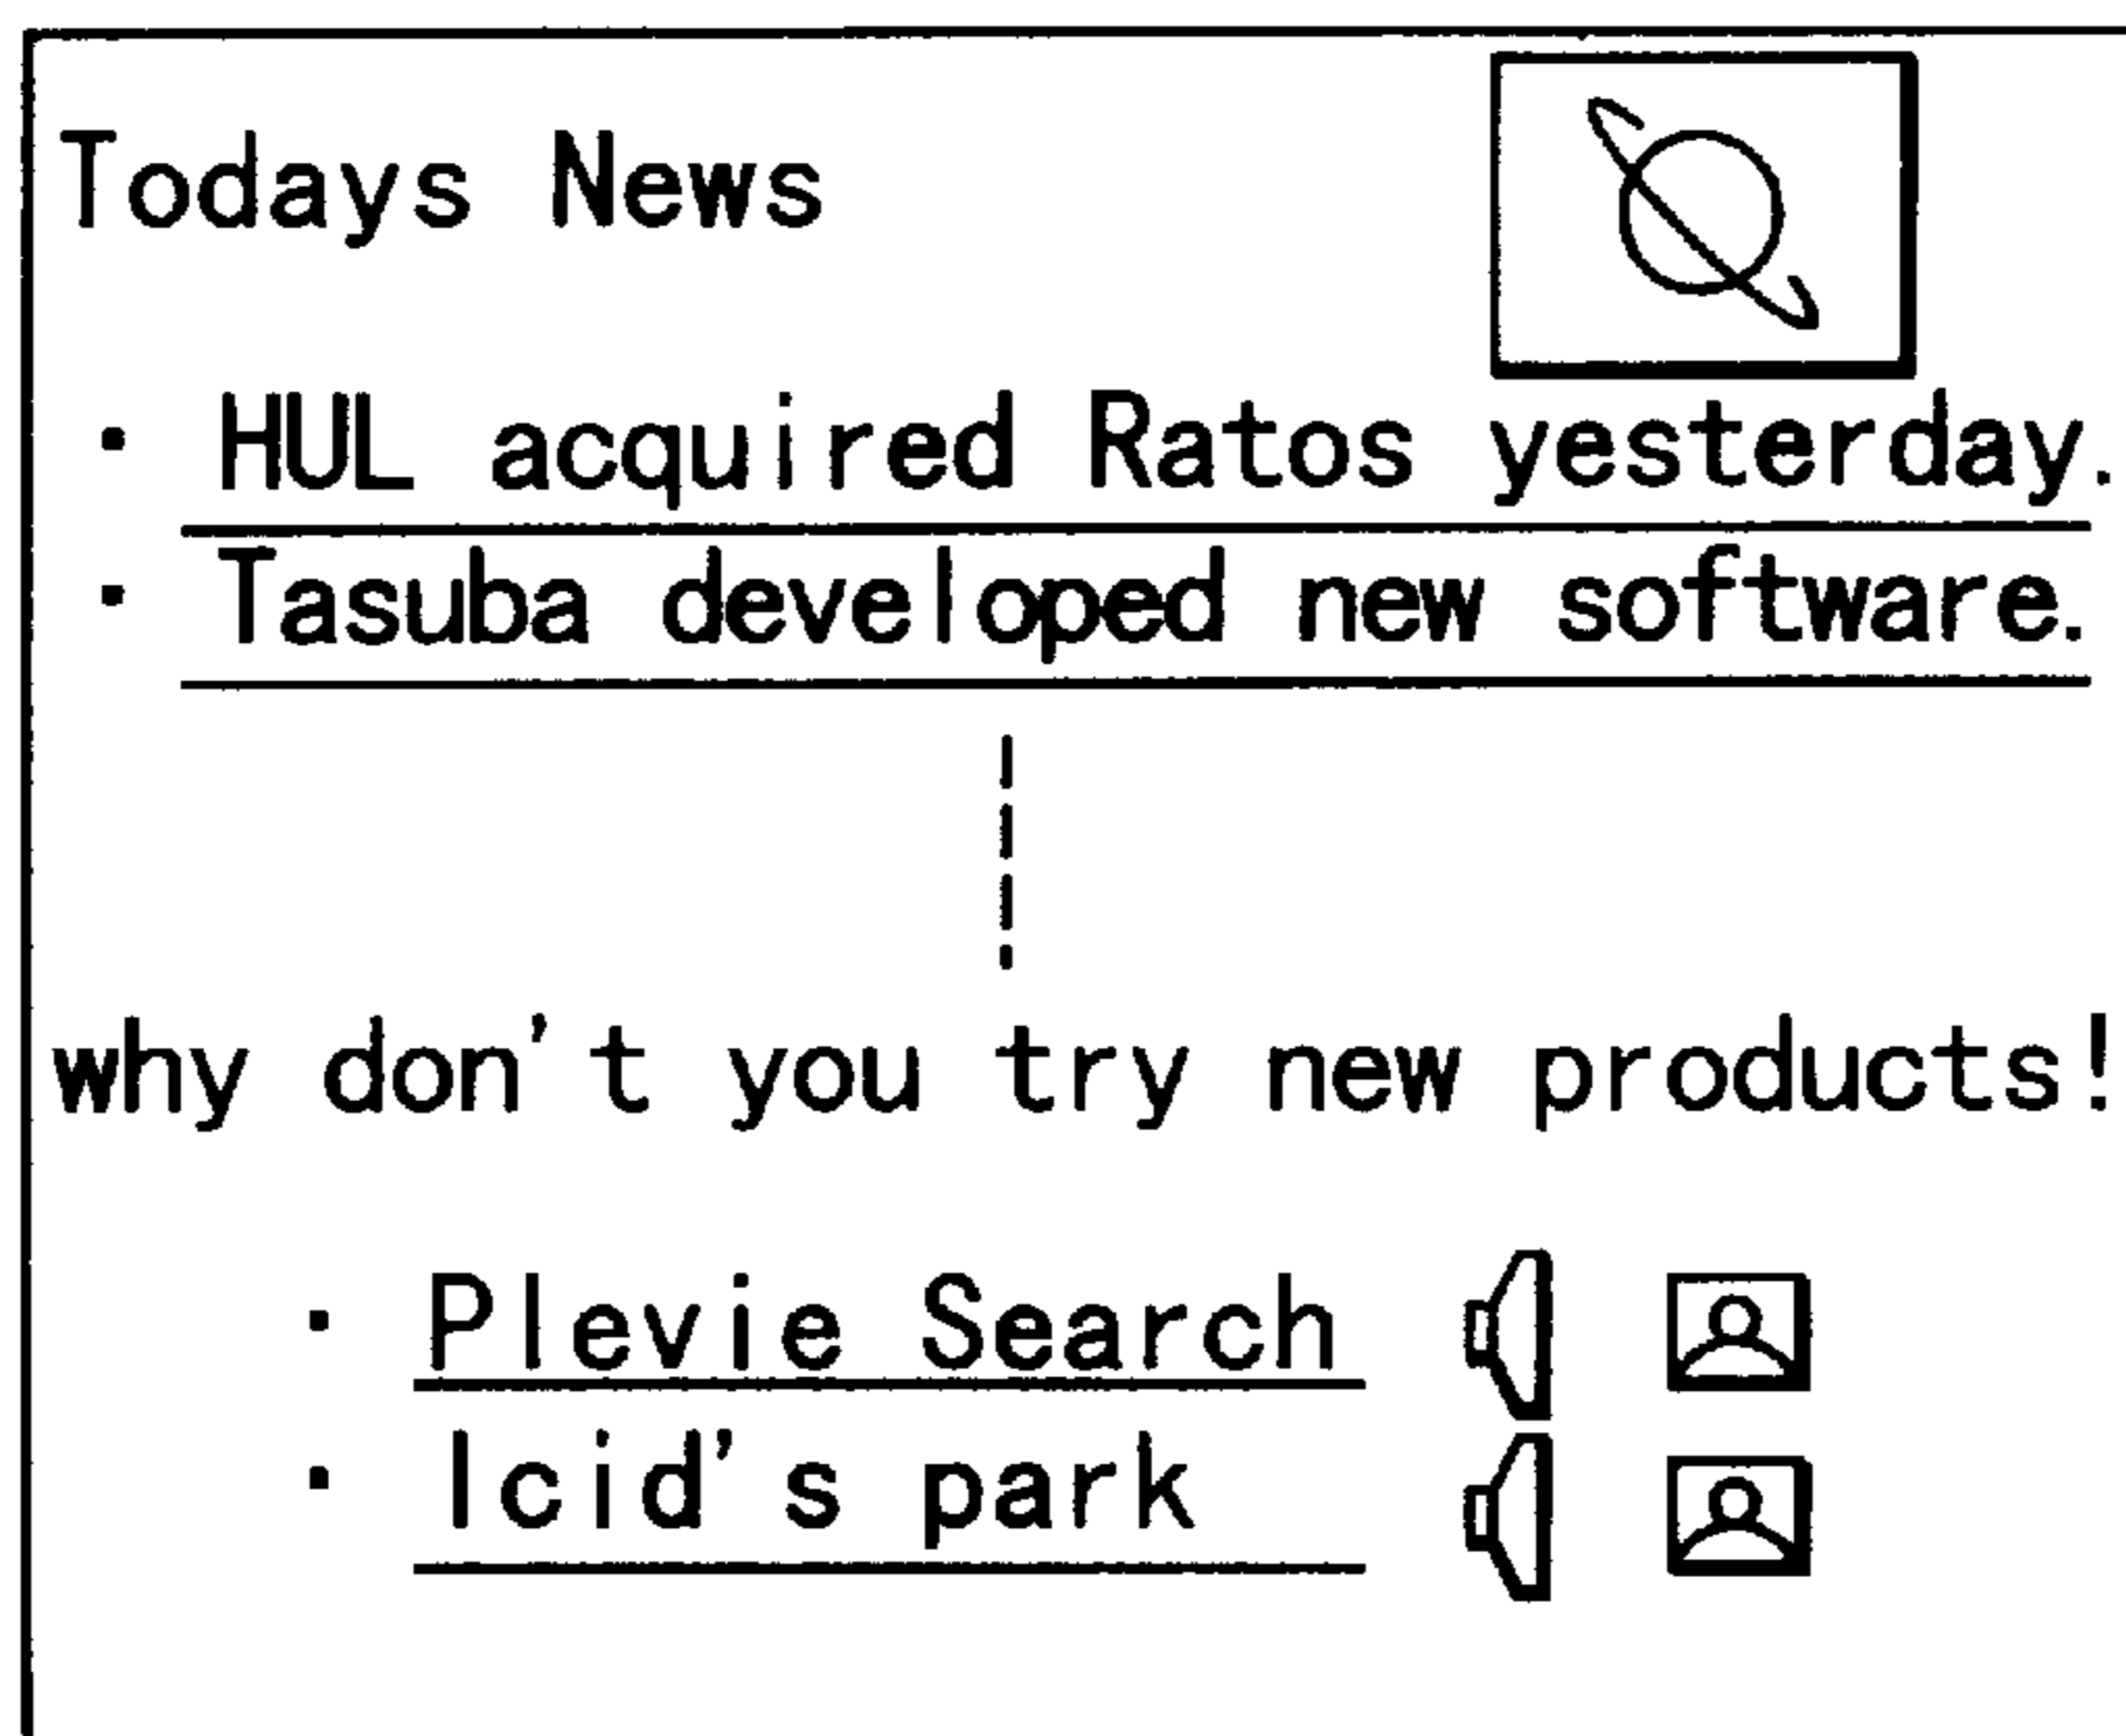 Todays News
・ HUL acquired Ratos yesterday.
・ Tasuba developed new software.
why don't you try new products!
・ Plevie Search
・ Icid's park